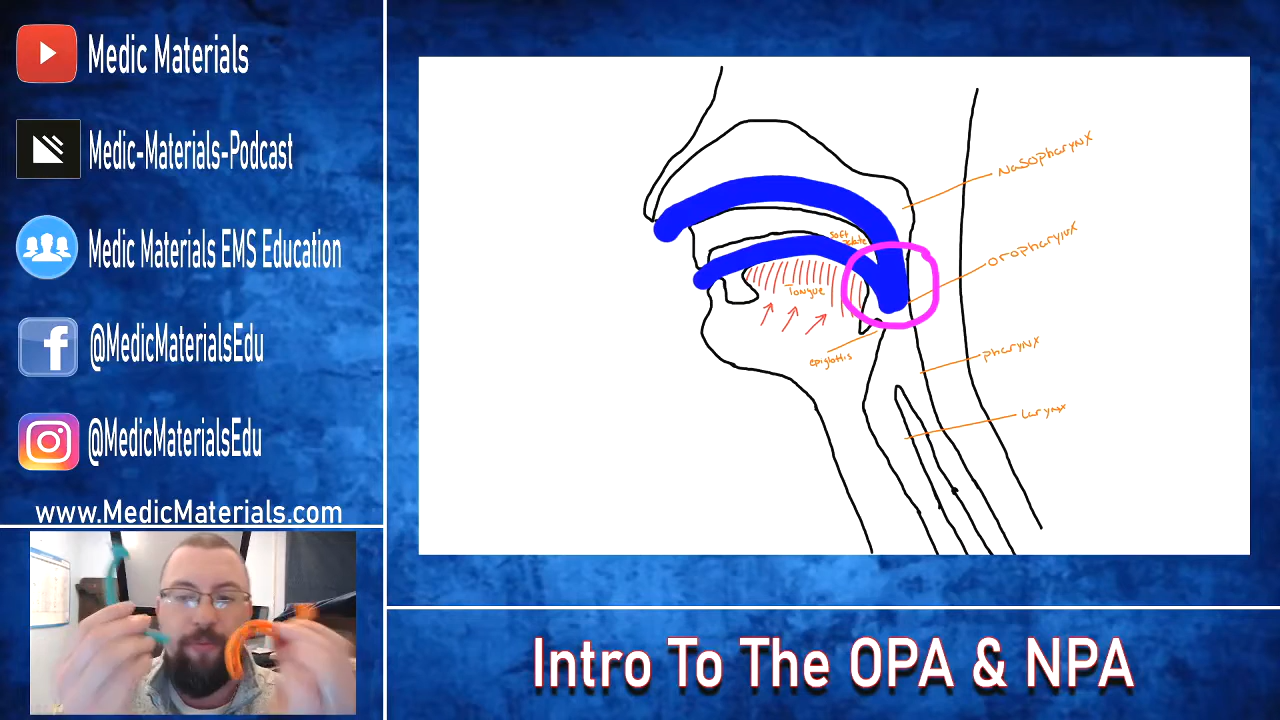 Medic Materials
Medic-Materials-Podcast
Medic Materials EMS Education
@MedicMaterialsEdu
@MedicMaterialsEdu
www.MedicMaterials.com
Nasopharynx
oropharynx
soft
palate
Tongue
epiglottis
pharynx
Larynx
Intro To The OPA & NPA